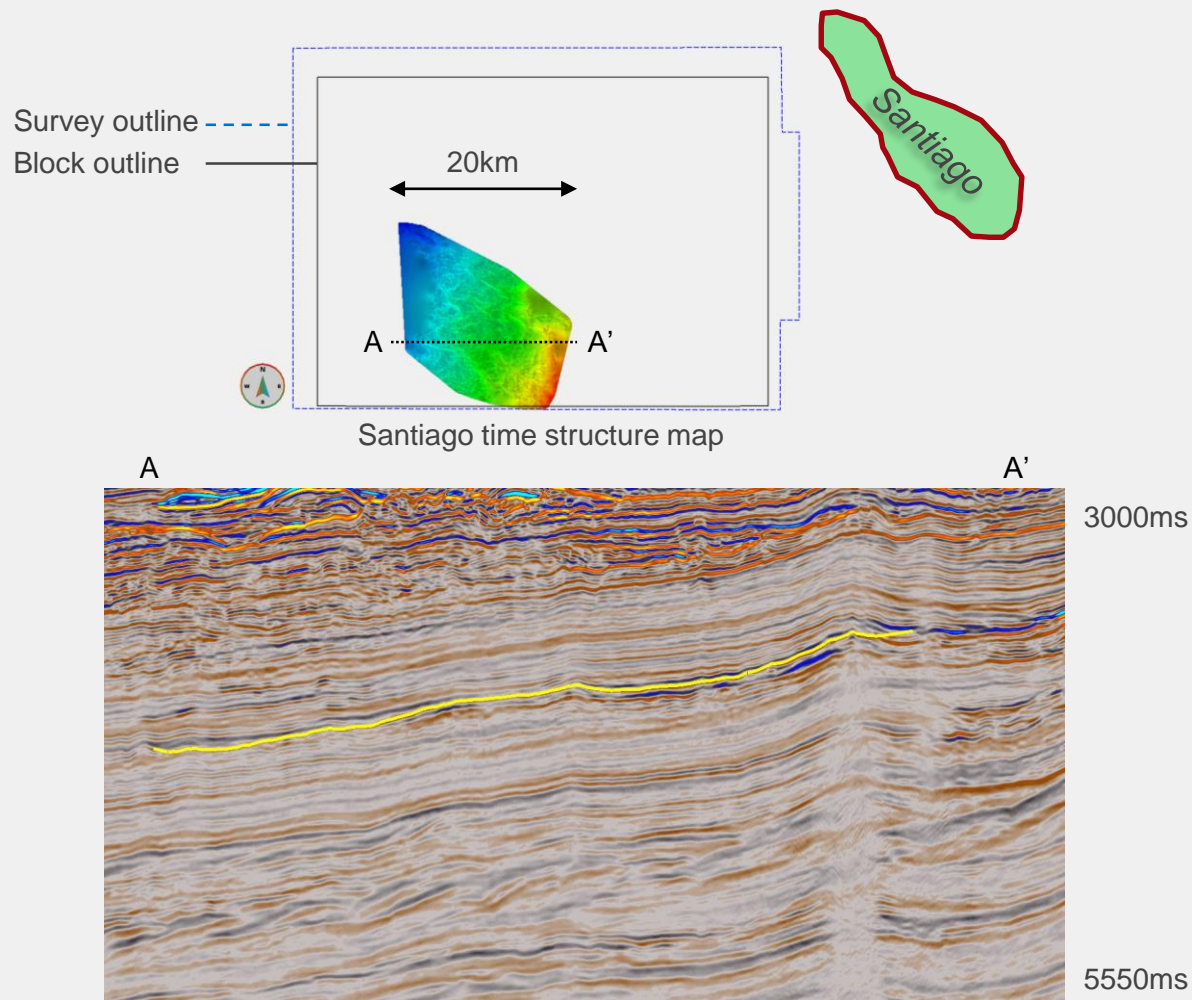 Santiago
Survey outline
Block outline
20km
A
A’
N
W
E
S
Santiago time structure map
A
A’
3000ms
5550ms